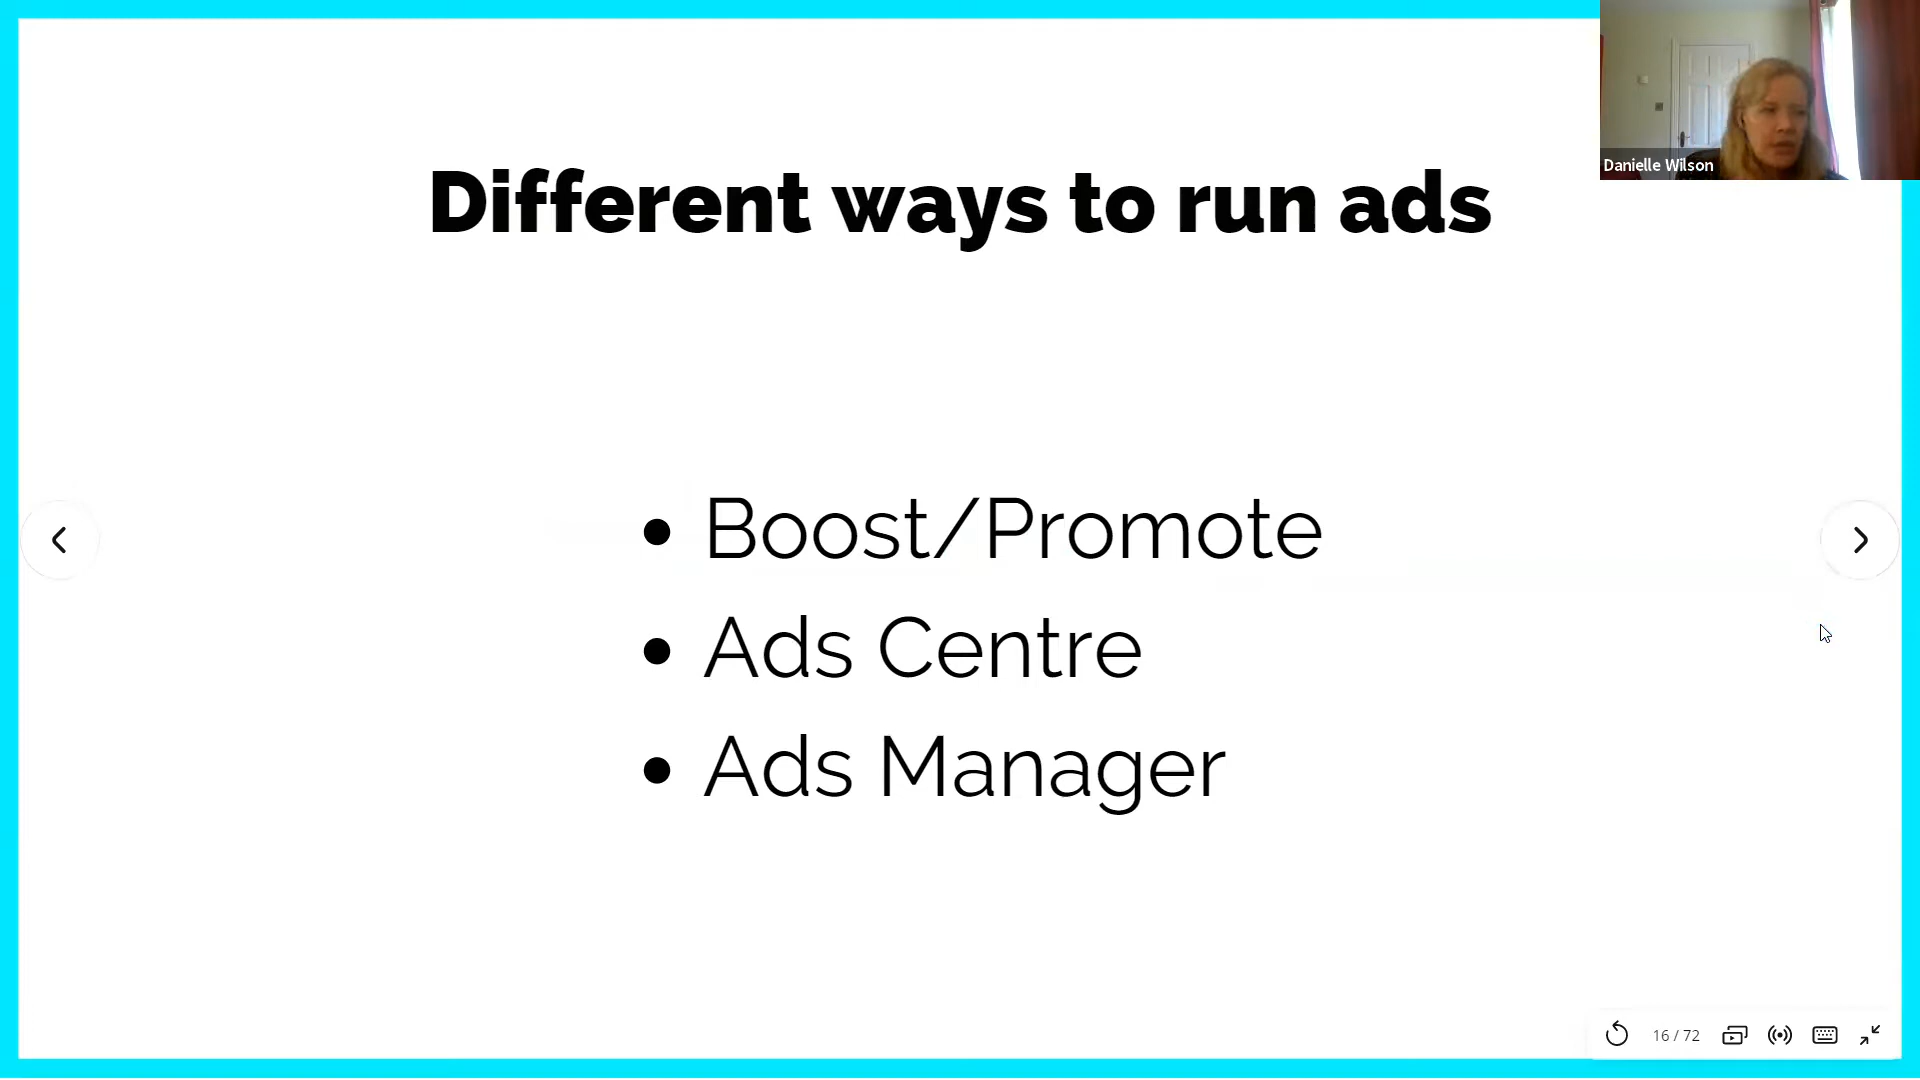 Different ways to run ads
Danielle Wilson
• Boost/Promote
• Ads Centre
• Ads Manager
16 / 72